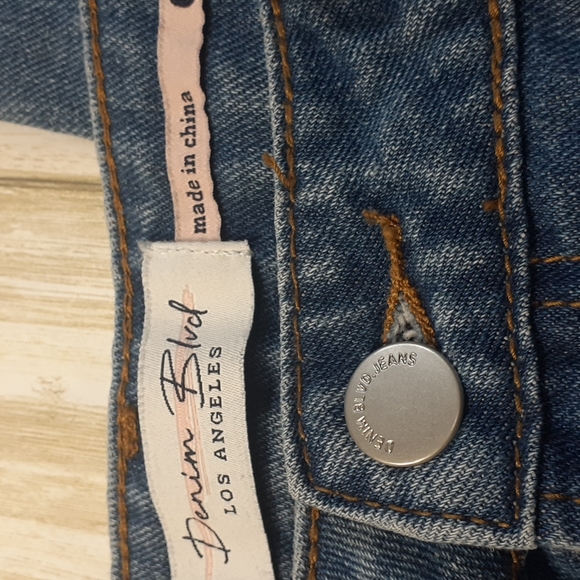 made in china
Denim Blvd
LOS ANGELES
DENIM BLVD.JEANS